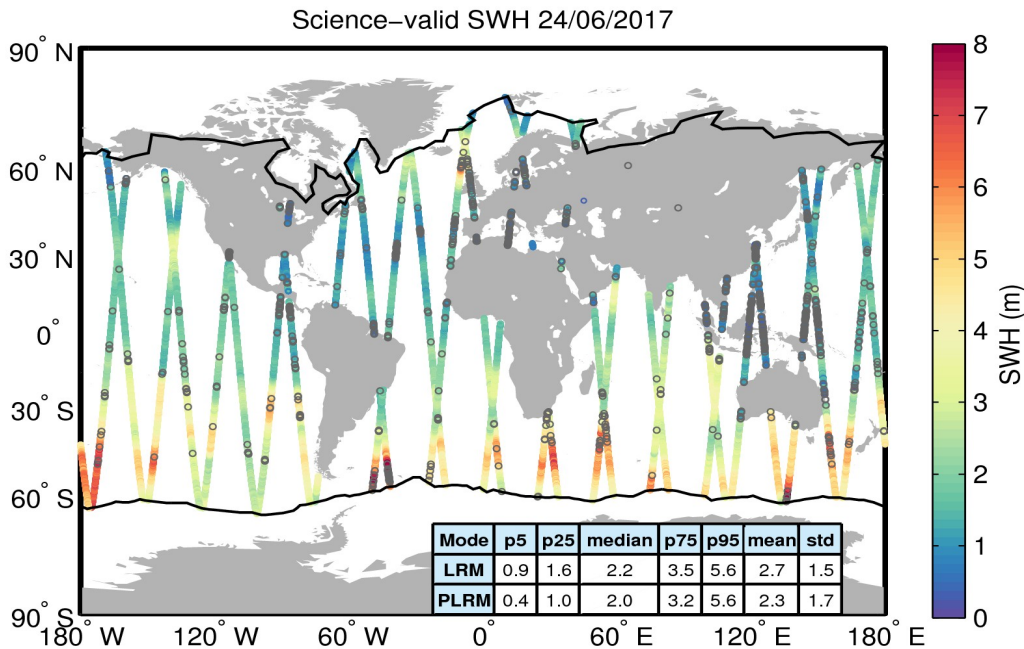 Science−valid SWH 24/06/2017
90° N
60° N
30° N
0°
30° S
60° S
90° S
180° W
120° W
60° W
0°
60° E
120° E
180° E
Mode p5 p25 median p75 p95 mean std
LRM 0.9 1.6 2.2 3.5 5.6 2.7 1.5
PLRM 0.4 1.0 2.0 3.2 5.6 2.3 1.7
8
7
6
5
4
3
2
1
0
SWH (m)